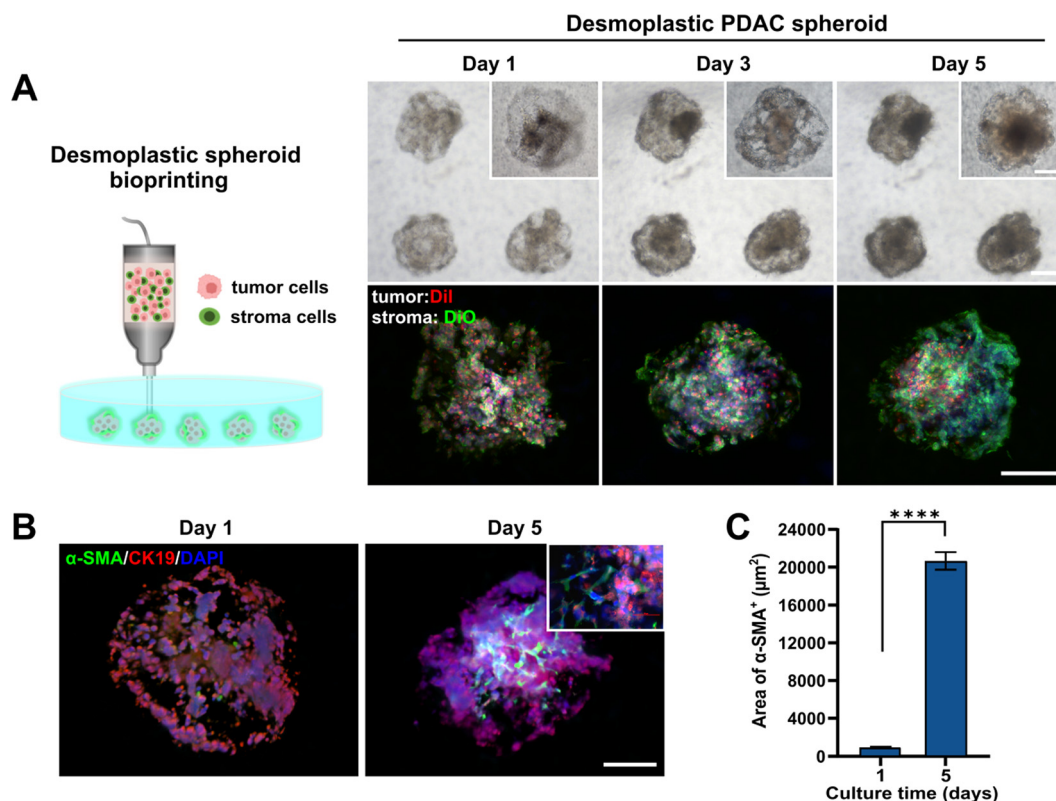 Desmoplastic PDAC spheroid
Day 1
Day 3
Day 5
A
Desmoplastic spheroid
bioprinting
tumor cells
stroma cells
tumor:DiI
stroma: DiO
B
Day 1
Day 5
α-SMA/CK19/DAPI
C
****
24000
20000
16000
12000
8000
4000
0
Area of α-SMA⁺ (μm²)
1
5
Culture time (days)